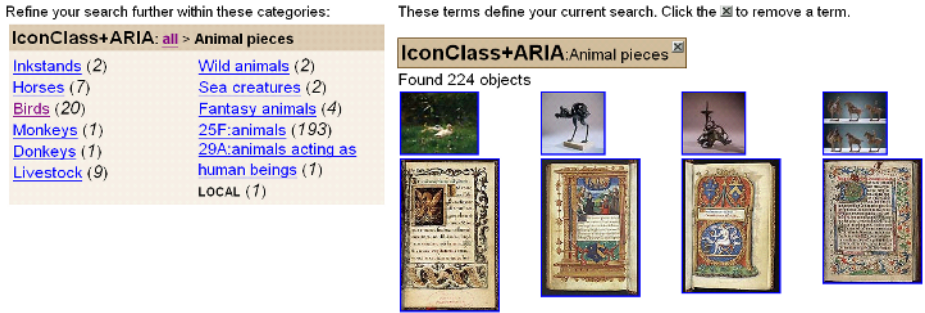 Refine your search further within these categories:
IconClass+ARIA: all > Animal pieces
Inkstands (2)
Horses (7)
Birds (20)
Monkeys (1)
Donkeys (1)
Livestock (9)
Wild animals (2)
Sea creatures (2)
Fantasy animals (4)
25F:animals (193)
29A:animals acting as
human beings (1)
LOCAL (1)
These terms define your current search. Click the ☒ to remove a term.
IconClass+ARIA:Animal pieces ☒
Found 224 objects